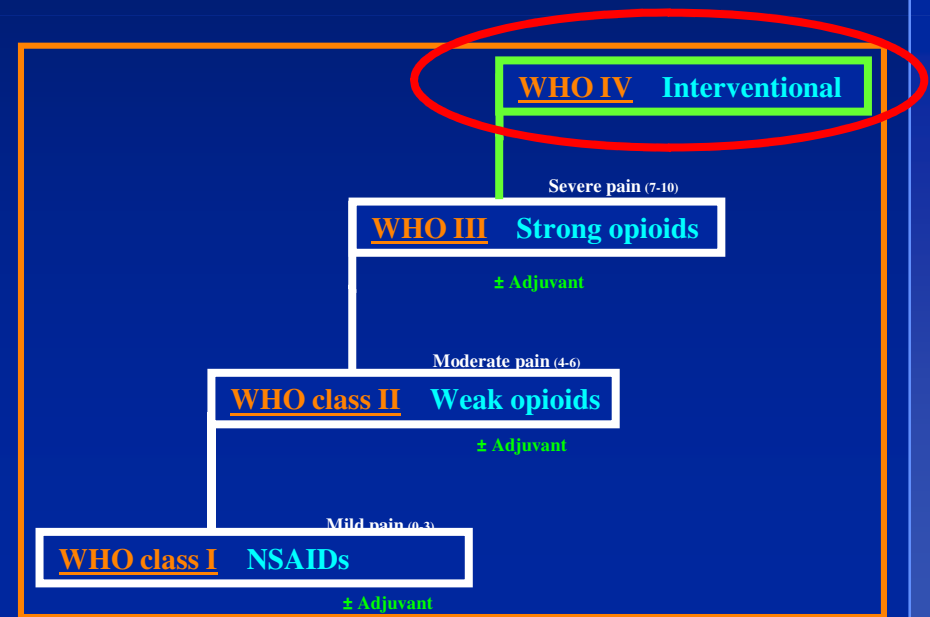 WHO IV Interventional
Severe pain (7-10)
WHO III Strong opioids
± Adjuvant
Moderate pain (4-6)
WHO class II Weak opioids
± Adjuvant
Mild pain (0-3)
WHO class I NSAIDs
± Adjuvant